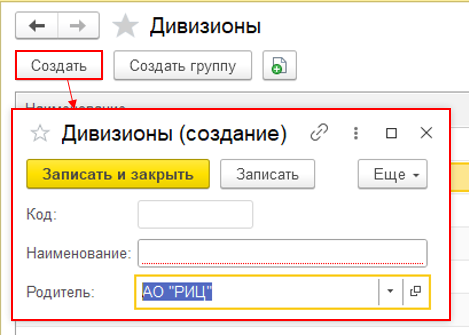 Дивизионы
Создать
Создать группу
Наименование
Дивизионы (создание)
Записать и закрыть
Записать
Еще
Код:
Наименование:
Родитель:
АО "РИЦ"